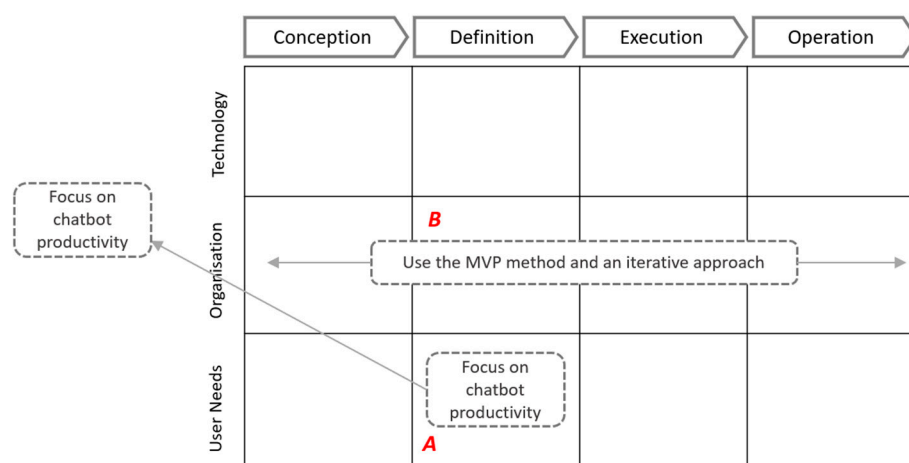 Conception
Definition
Execution
Operation
Technology
Focus on
chatbot
productivity
Organisation
B
Use the MVP method and an iterative approach
User Needs
Focus on
chatbot
productivity
A